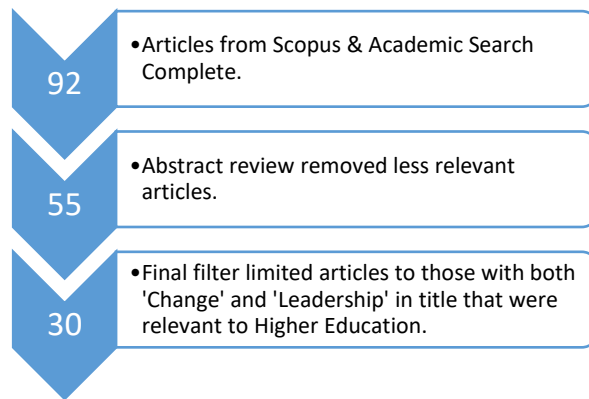 92
•Articles from Scopus & Academic Search
Complete.
55
•Abstract review removed less relevant
articles.
30
•Final filter limited articles to those with both
'Change' and 'Leadership' in title that were
relevant to Higher Education.